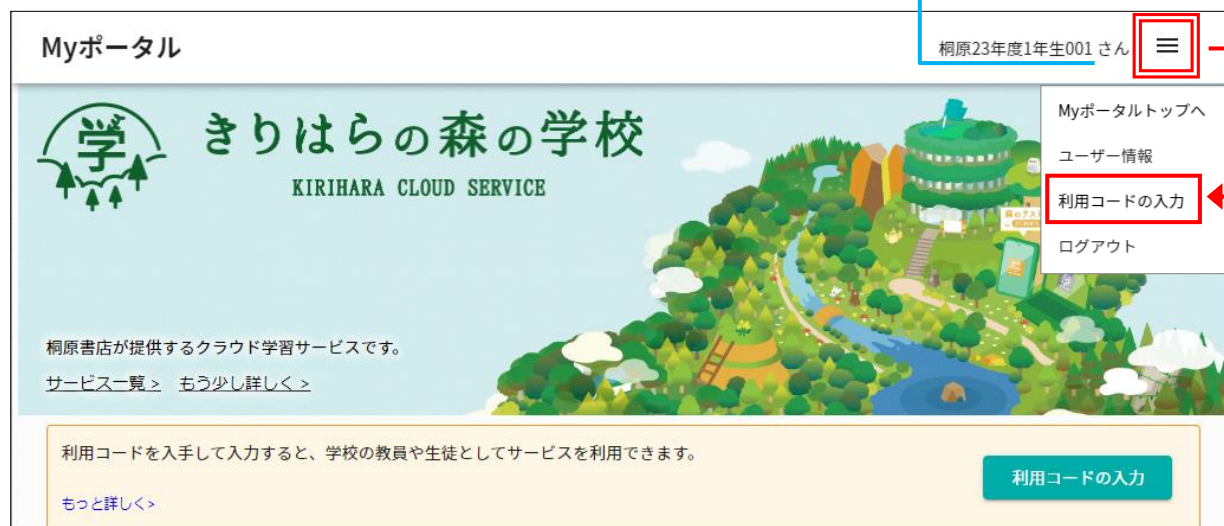 Myポータル
桐原23年度1年生001 さん
Myポータルトップへ
ユーザー情報
利用コードの入力
ログアウト
学
きりはらの森の学校
KIRIHARA CLOUD SERVICE
桐原書店が提供するクラウド学習サービスです。
サービス一覧 > もう少し詳しく >
利用コードを入手して入力すると、学校の教員や生徒としてサービスを利用できます。
利用コードの入力
もっと詳しく>